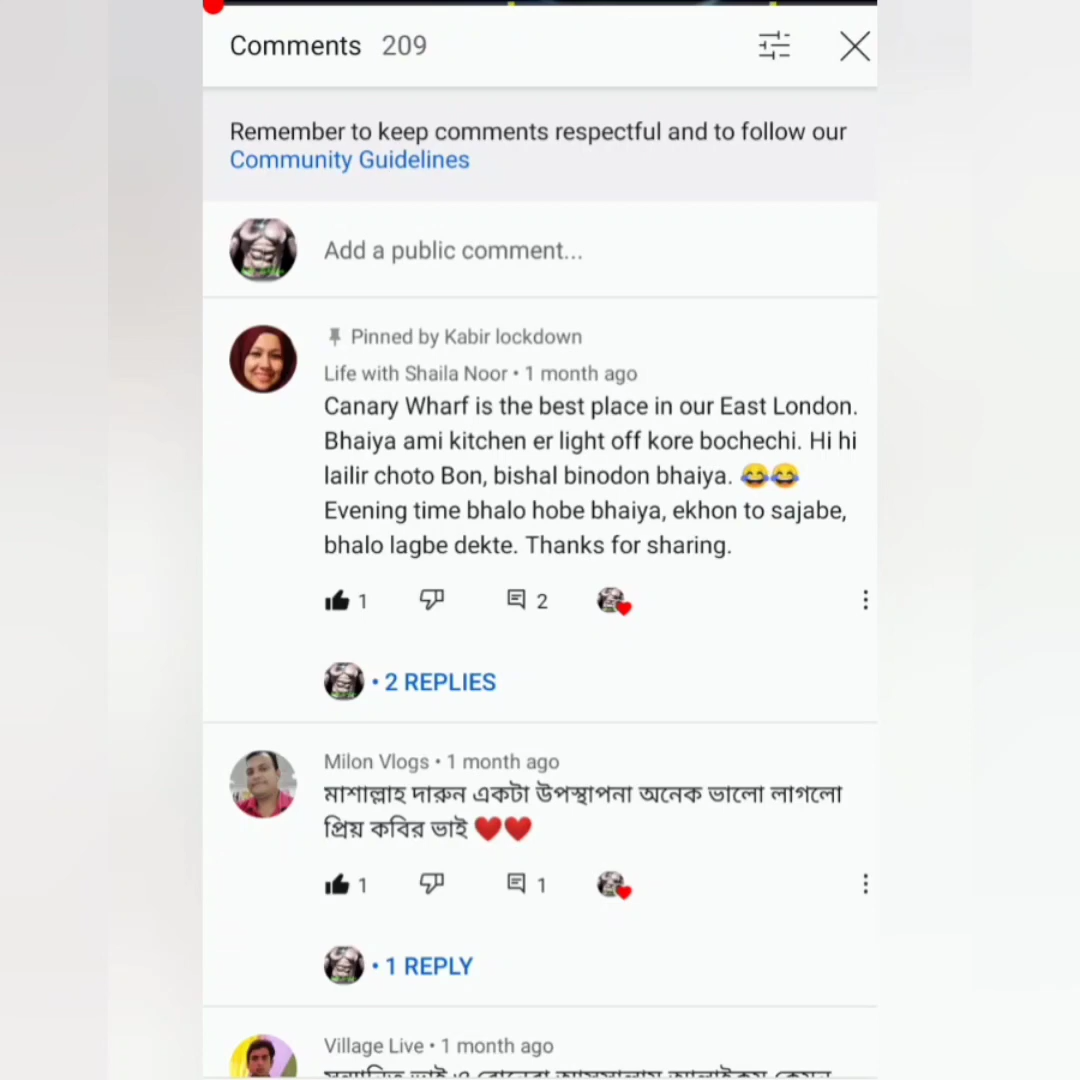 Comments 209
Remember to keep comments respectful and to follow our
Community Guidelines
Add a public comment...
Pinned by Kabir lockdown
Life with Shaila Noor • 1 month ago
Canary Wharf is the best place in our East London.
Bhaiya ami kitchen er light off kore bochechi. Hi hi
lailir choto Bon, bishal binodon bhaiya. 😂😂
Evening time bhalo hobe bhaiya, ekhon to sajabe,
bhalo lagbe dekte. Thanks for sharing.
1 2
• 2 REPLIES
Milon Vlogs • 1 month ago
মাশাল্লাহ দারুন একটা উপস্থাপনা অনেক ভালো লাগলো
প্রিয় কবির ভাই ❤️❤️
1 1
• 1 REPLY
Village Live • 1 month ago